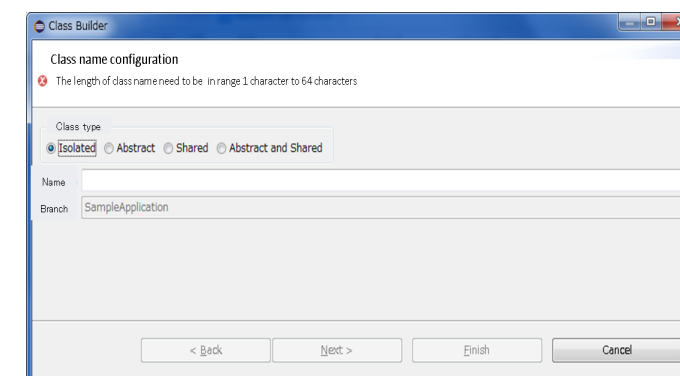 Class Builder
Class name configuration
The length of class name need to be in range 1 character to 64 characters
Class type
Isolated Abstract Shared Abstract and Shared
Name
Branch SampleApplication
< Back Next > Finish Cancel